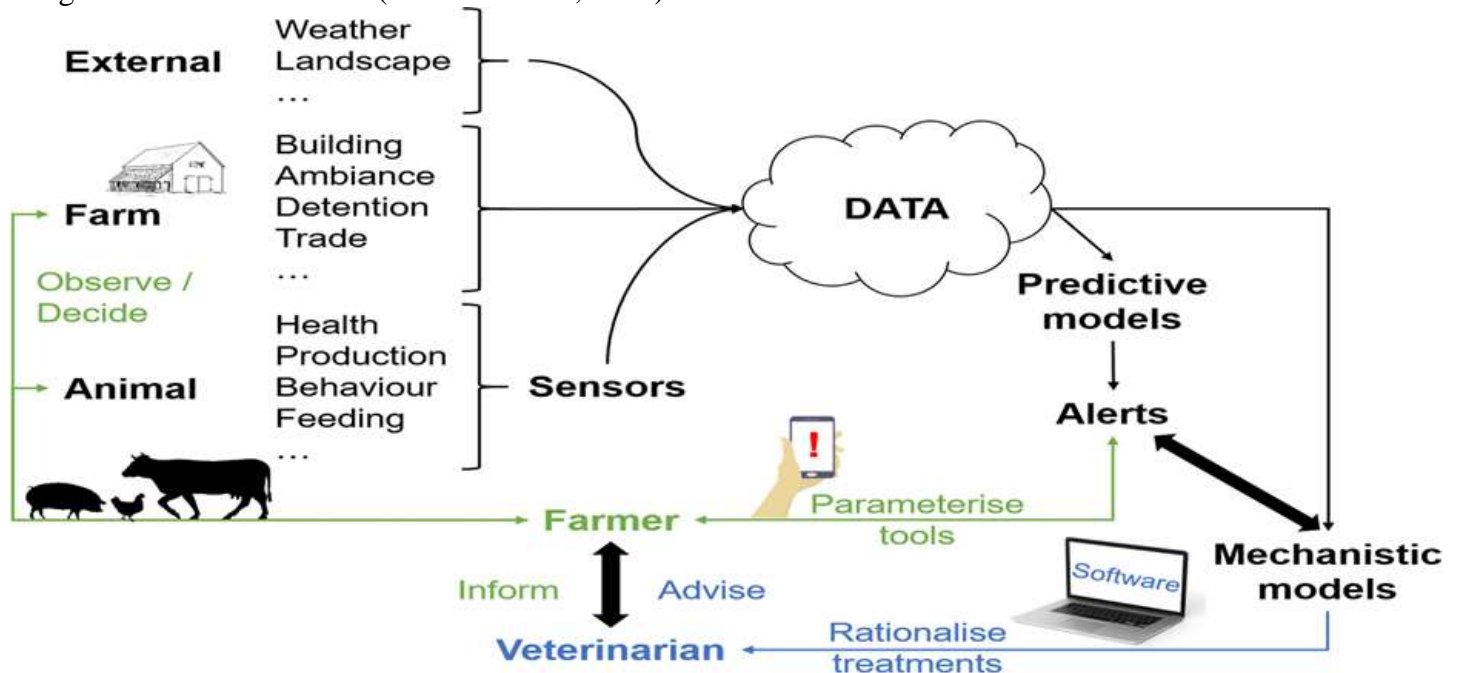 External
Weather
Landscape
...
Farm
Building
Ambiance
Detention
Trade
...
Observe /
Decide
Animal
Health
Production
Behaviour
Feeding
...
Sensors
DATA
Predictive
models
Alerts
!
Parameterise
tools
Farmer
Mechanistic
models
Software
Inform
Advise
Veterinarian
Rationalise
treatments